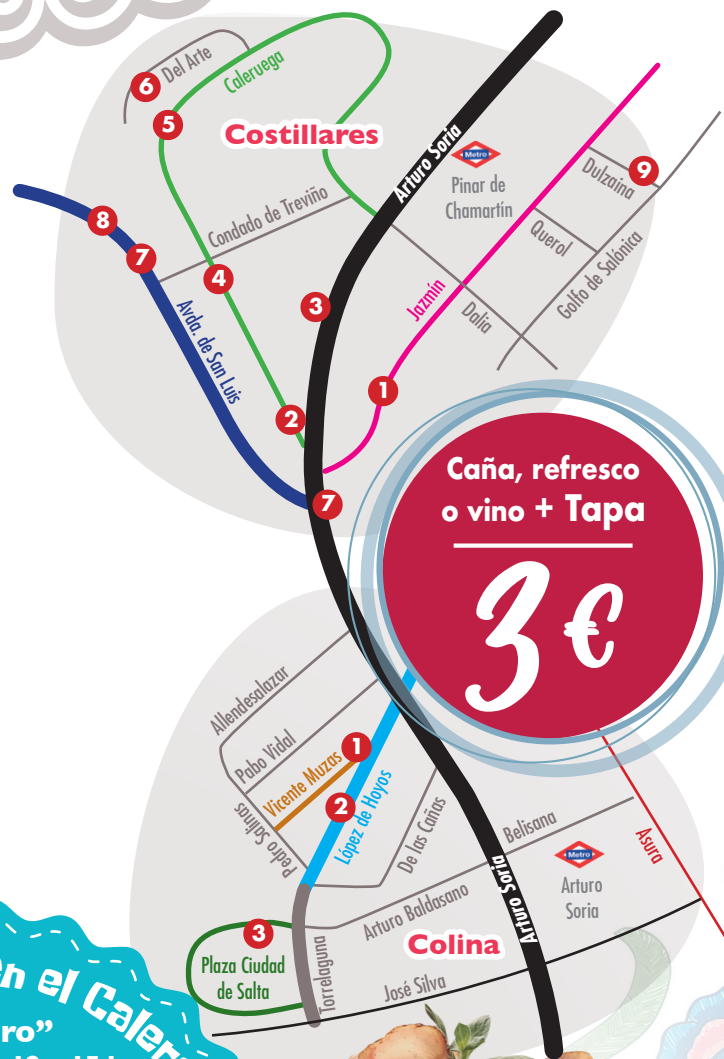 6
Del Arte
Caleruega
5
Costillares
Arturo Soria
Metro
Pinar de
Chamartín
Dulzaina
9
8
7
Condado de Treviño
4
Querol
Golfo de Salónica
3
Jazmín
Dalia
Avda. de San Luis
1
2
7
Caña, refresco
o vino + Tapa
3 €
Allendesalazar
Pabo Vidal
Vicente Muzas
1
2
López de Hoyos
Pedro Salinas
De las Cañas
Belisana
Metro
Arturo
Soria
Asura
Arturo Soria
Arturo Baldasano
Colina
3
Plaza Ciudad
de Salta
Torrelaguna
José Silva
en el Caler
ro”